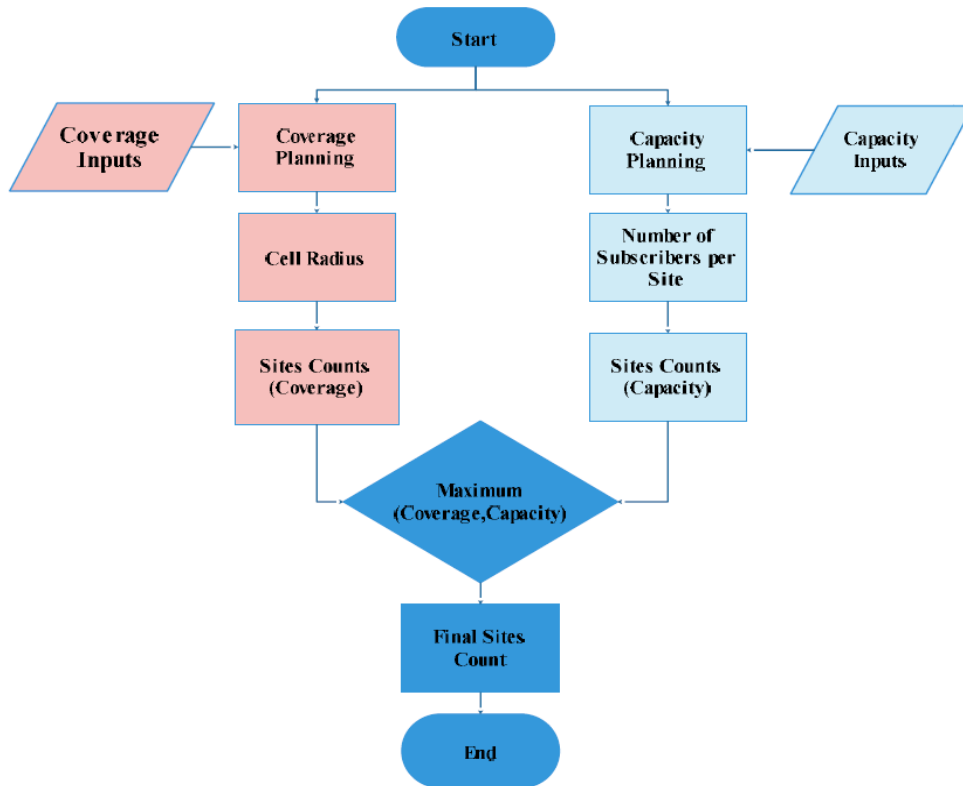 Start
Coverage
Inputs
Coverage
Planning
Capacity
Planning
Capacity
Inputs
Cell Radius
Number of
Subscribers per
Site
Sites Counts
(Coverage)
Sites Counts
(Capacity)
Maximum
(Coverage,Capacity)
Final Sites
Count
End